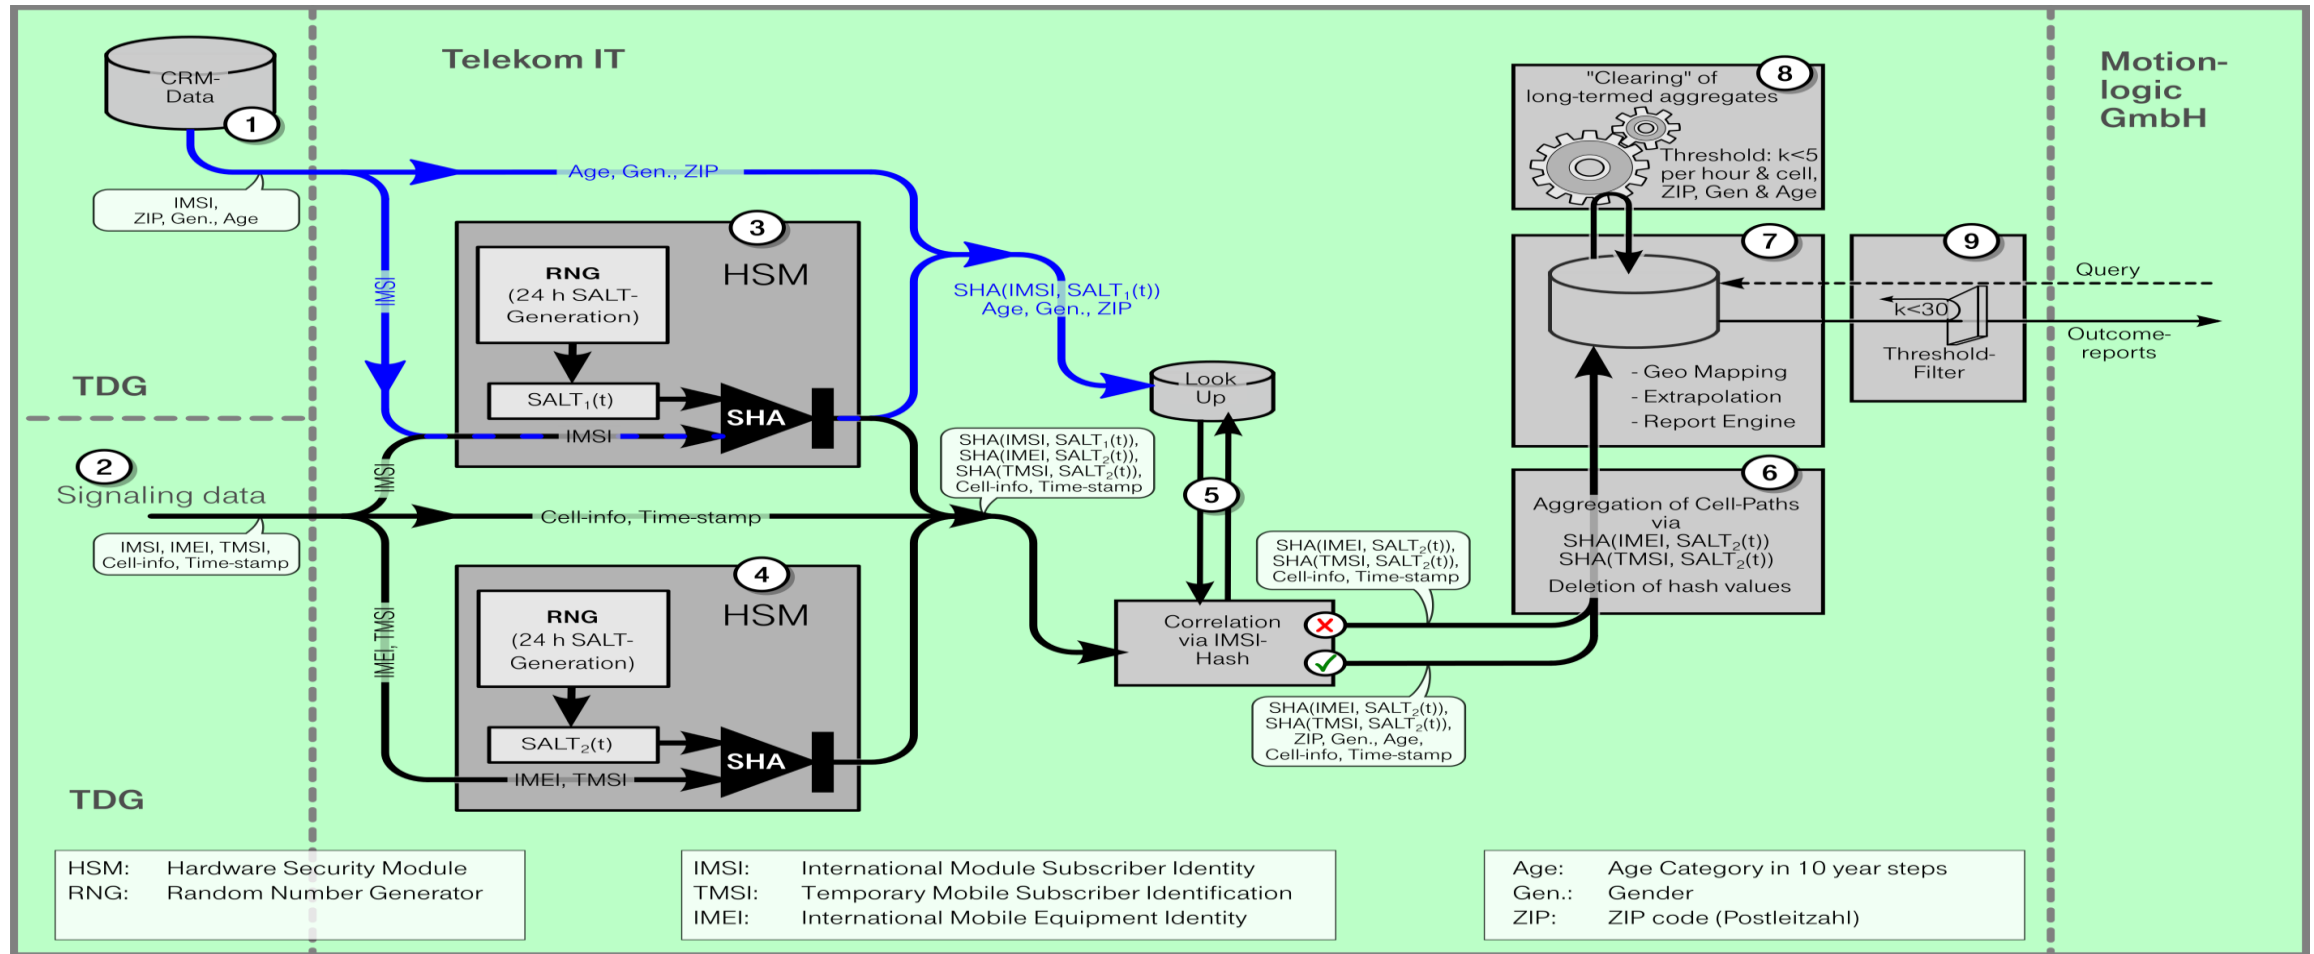 Telekom IT
Motion-
logic
GmbH
CRM-
Data
1
IMSI,
ZIP, Gen., Age
Age, Gen., ZIP
IMSI
TDG
3
HSM
RNG
(24 h SALT-
Generation)
SALT₁(t)
SHA
IMSI
SHA(IMSI, SALT₁(t))
Age, Gen., ZIP
Look
Up
2
Signaling data
IMSI, IMEI, TMSI,
Cell-info, Time-stamp
IMSI
Cell-info, Time-stamp
IMEI, TMSI
SHA(IMSI, SALT₁(t)),
SHA(IMEI, SALT₂(t)),
SHA(TMSI, SALT₂(t)),
Cell-info, Time-stamp
4
HSM
RNG
(24 h SALT-
Generation)
SALT₂(t)
SHA
IMEI, TMSI
TDG
5
Correlation
via IMSI-
Hash
SHA(IMEI, SALT₂(t)),
SHA(TMSI, SALT₂(t)),
Cell-info, Time-stamp
SHA(IMEI, SALT₂(t)),
SHA(TMSI, SALT₂(t)),
ZIP, Gen., Age,
Cell-info, Time-stamp
8
"Clearing" of
long-termed aggregates
Threshold: k<5
per hour & cell,
ZIP, Gen & Age
7
- Geo Mapping
- Extrapolation
- Report Engine
9
k<30
Threshold-
Filter
Query
Outcome-
reports
6
Aggregation of Cell-Paths
via
SHA(IMEI, SALT₂(t))
SHA(TMSI, SALT₂(t))
Deletion of hash values
HSM: Hardware Security Module
RNG: Random Number Generator
IMSI: International Module Subscriber Identity
TMSI: Temporary Mobile Subscriber Identification
IMEI: International Mobile Equipment Identity
Age: Age Category in 10 year steps
Gen.: Gender
ZIP: ZIP code (Postleitzahl)